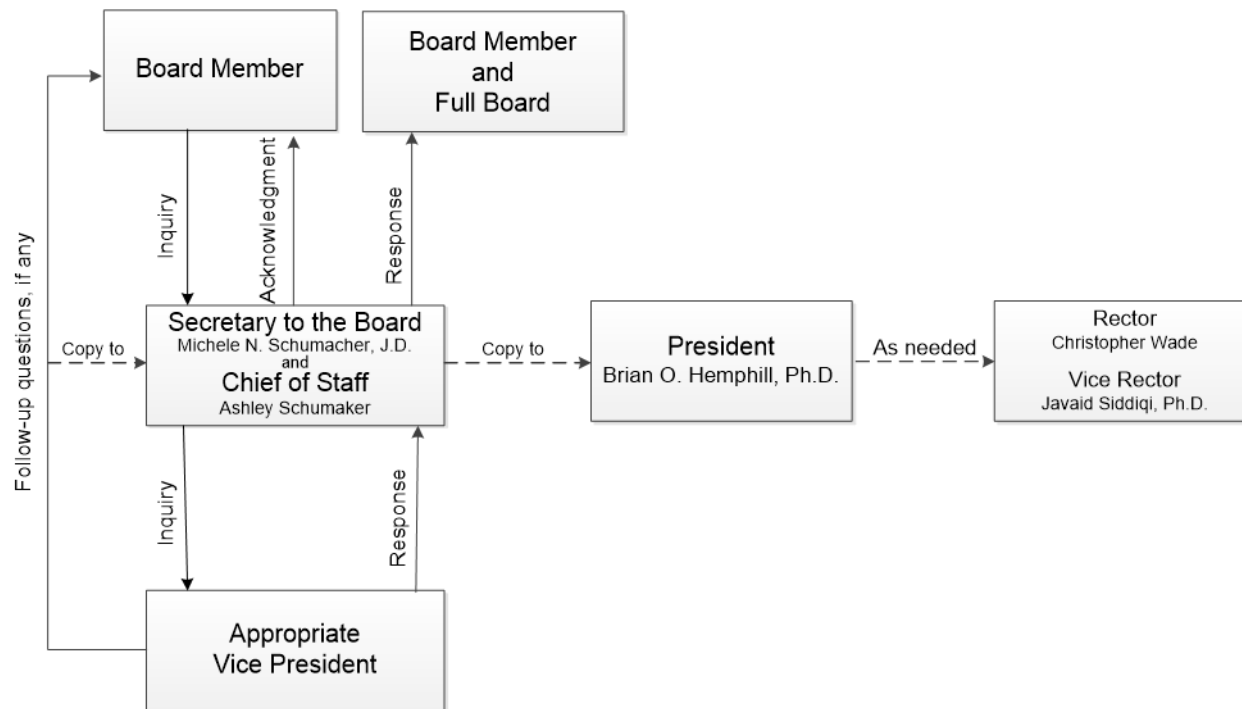 Board Member
Board Member
and
Full Board
Inquiry
Acknowledgment
Response
Follow-up questions, if any
Copy to
Secretary to the Board
Michele N. Schumacher, J.D.
and
Chief of Staff
Ashley Schumaker
Copy to
President
Brian O. Hemphill, Ph.D.
As needed
Rector
Christopher Wade
Vice Rector
Javaid Siddiqi, Ph.D.
Inquiry
Response
Appropriate
Vice President